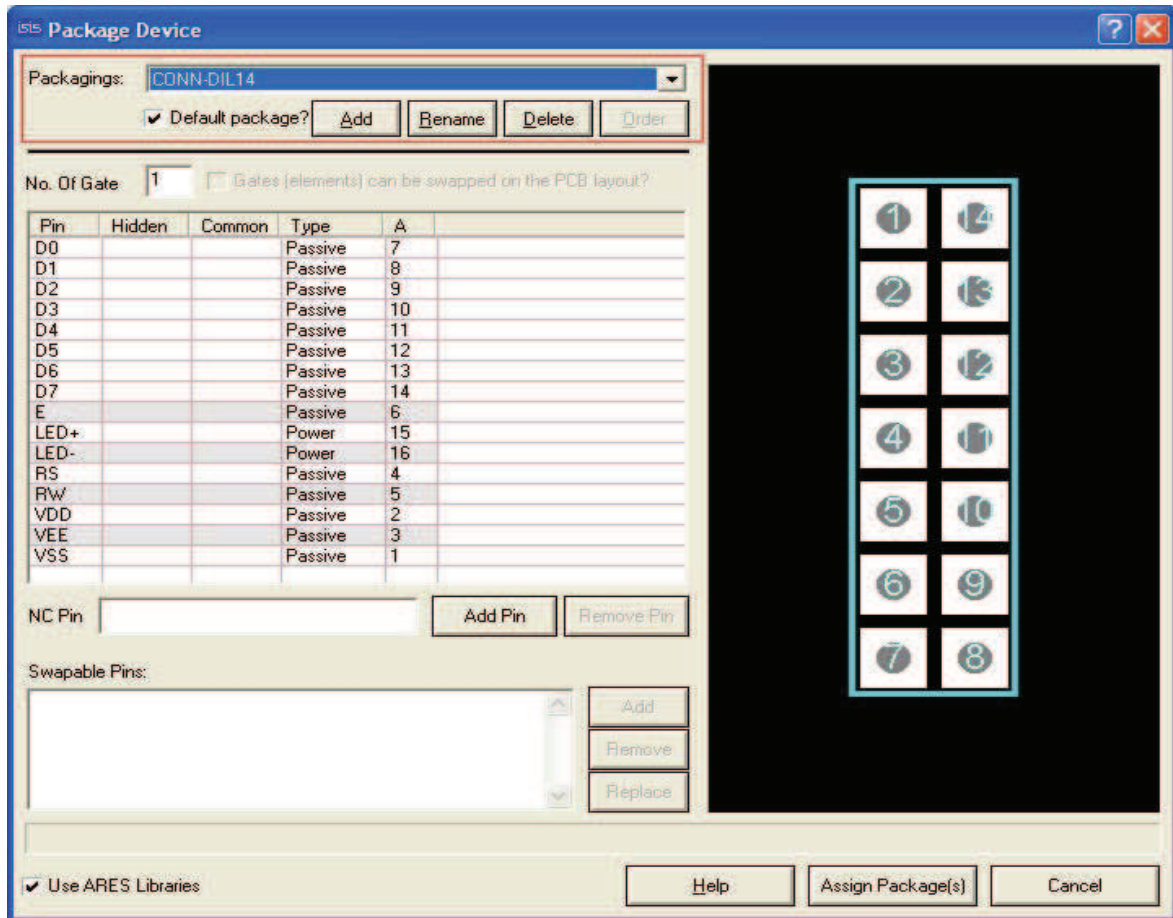 isis Package Device
Packagings: CONN-DIL14
Default package? Add Rename Delete Order
No. Of Gate 1 Gates (elements) can be swapped on the PCB layout?
Pin Hidden Common Type A
D0 Passive 7
D1 Passive 8
D2 Passive 9
D3 Passive 10
D4 Passive 11
D5 Passive 12
D6 Passive 13
D7 Passive 14
E Passive 6
LED+ Power 15
LED- Power 16
RS Passive 4
RW Passive 5
VDD Passive 2
VEE Passive 3
VSS Passive 1
NC Pin Add Pin Remove Pin
Swapable Pins:
Add
Remove
Replace
Use ARES Libraries
Help Assign Package(s) Cancel
1 14
2 13
3 12
4 11
5 10
6 9
7 8